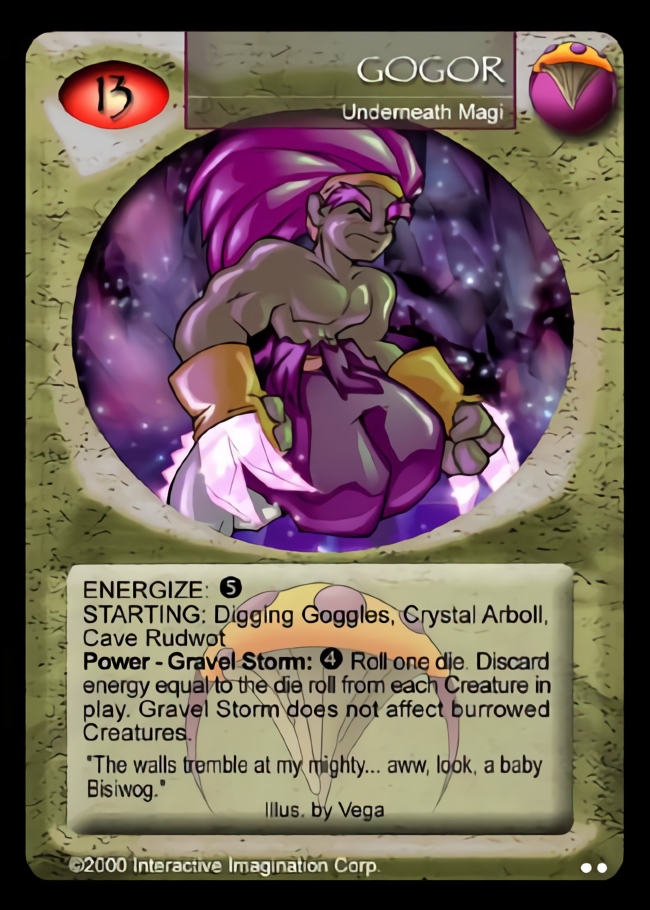 13
GOGOR
Underneath Magi
ENERGIZE: 5
STARTING: Digging Goggles, Crystal Arboll,
Cave Rudwot
Power - Gravel Storm: 4 Roll one die. Discard
energy equal to the die roll from each Creature in
play. Gravel Storm does not affect burrowed
Creatures.
"The walls tremble at my mighty... aww, look, a baby
Bisiwog."
Illus. by Vega
©2000 Interactive Imagination Corp.